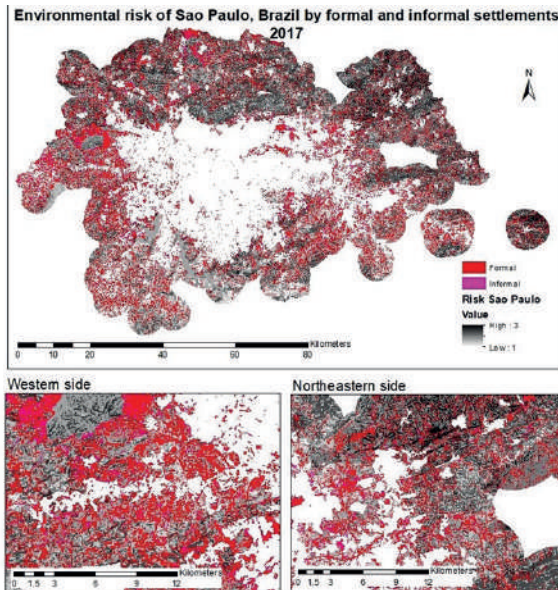 Environmental risk of Sao Paulo, Brazil by formal and informal settlements
2017
N
Formal
Informal
Risk Sao Paulo
Value
High : 3
Low : 1
Kilometers
0 5 10 20 40 60 80
Western side
Kilometers
0 1.5 3 6 9 12
Northeastern side
Kilometers
0 1.5 3 6 9 12